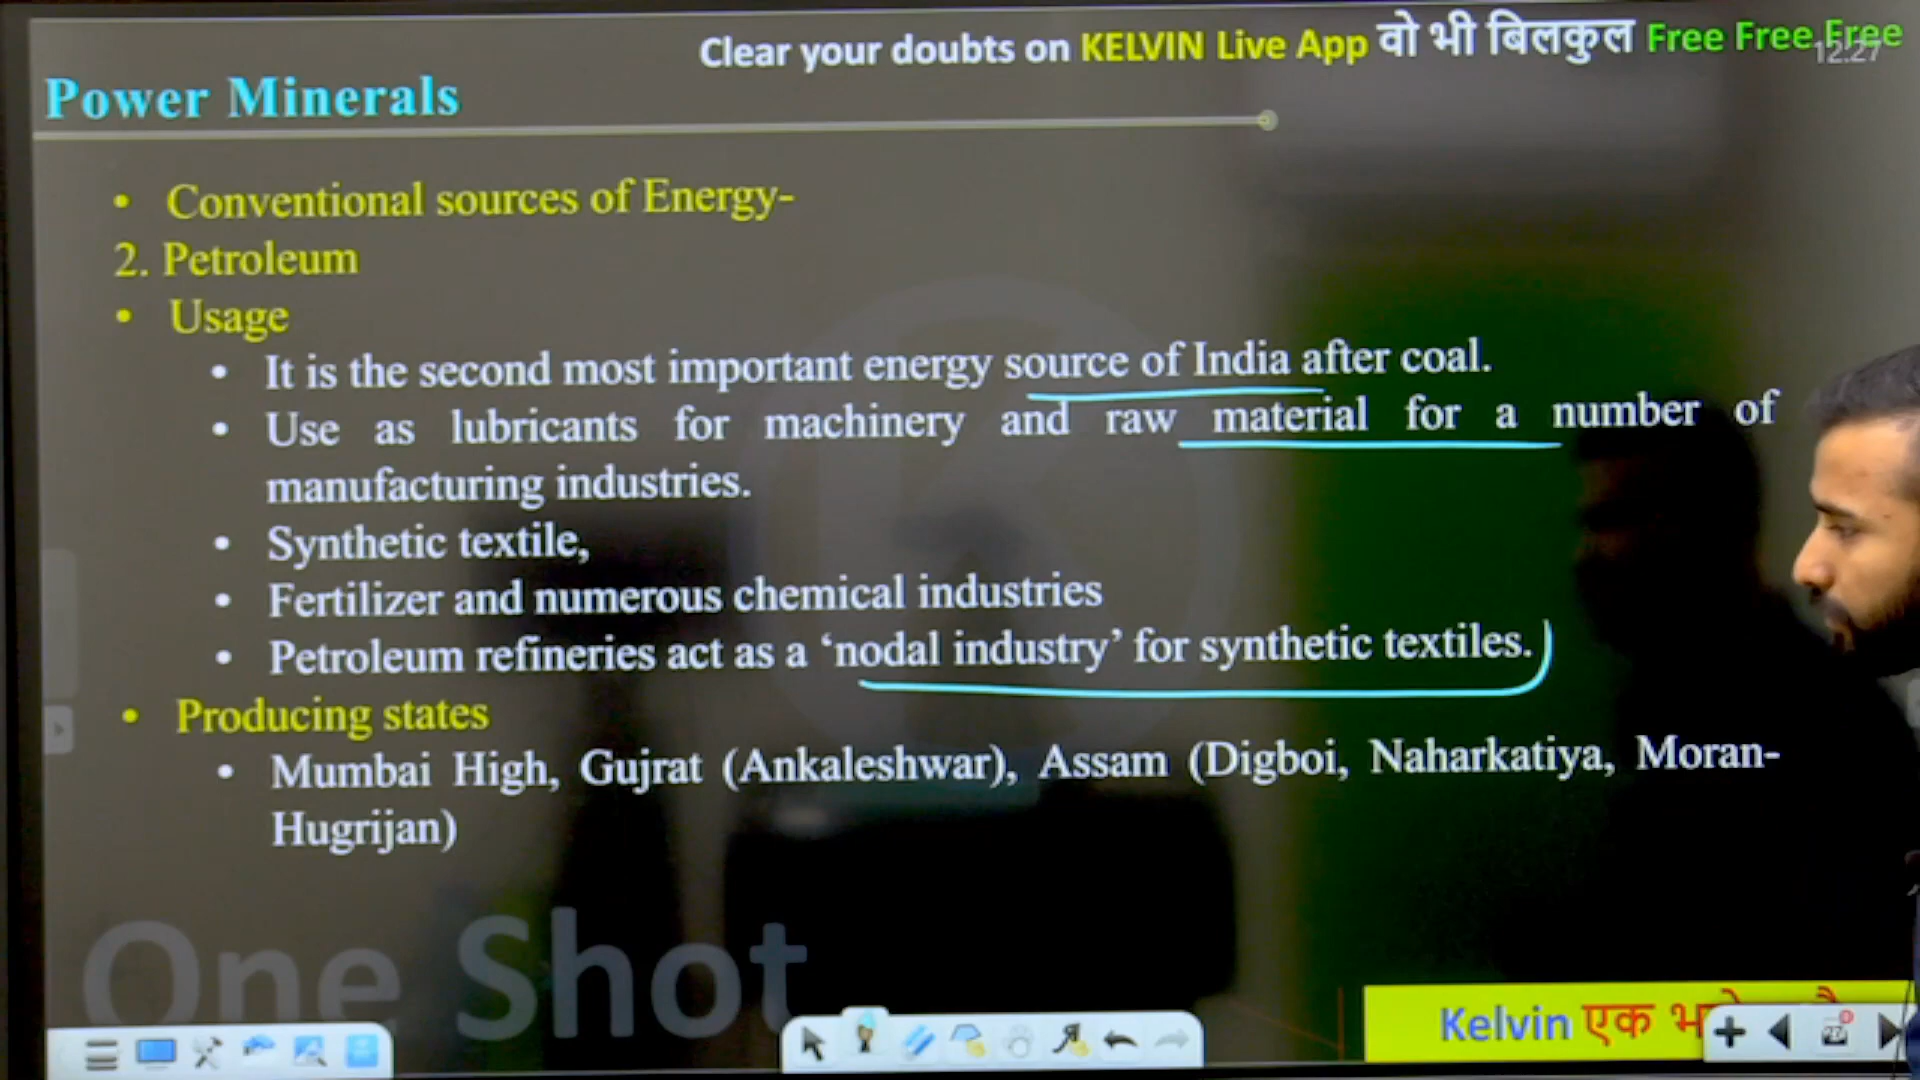 Clear your doubts on KELVIN Live App वो भी बिलकुल Free Free Free
12:27
Power Minerals
• Conventional sources of Energy-
2. Petroleum
• Usage
• It is the second most important energy source of India after coal.
• Use as lubricants for machinery and raw material for a number of
manufacturing industries.
• Synthetic textile,
• Fertilizer and numerous chemical industries
• Petroleum refineries act as a ‘nodal industry’ for synthetic textiles.
• Producing states
• Mumbai High, Gujrat (Ankaleshwar), Assam (Digboi, Naharkatiya, Moran-
Hugrijan)
One Shot
Kelvin एक